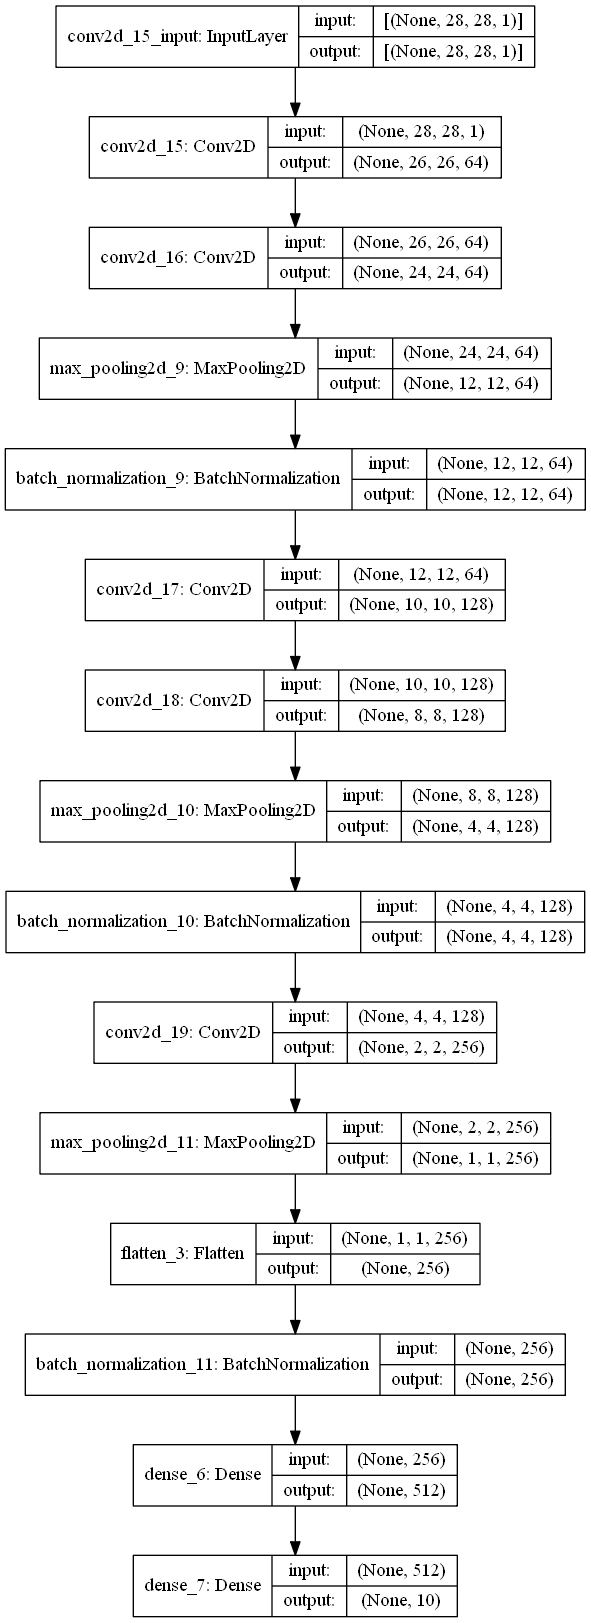 conv2d_15_input: InputLayer
input: [(None, 28, 28, 1)]
output: [(None, 28, 28, 1)]
conv2d_15: Conv2D
input: (None, 28, 28, 1)
output: (None, 26, 26, 64)
conv2d_16: Conv2D
input: (None, 26, 26, 64)
output: (None, 24, 24, 64)
max_pooling2d_9: MaxPooling2D
input: (None, 24, 24, 64)
output: (None, 12, 12, 64)
batch_normalization_9: BatchNormalization
input: (None, 12, 12, 64)
output: (None, 12, 12, 64)
conv2d_17: Conv2D
input: (None, 12, 12, 64)
output: (None, 10, 10, 128)
conv2d_18: Conv2D
input: (None, 10, 10, 128)
output: (None, 8, 8, 128)
max_pooling2d_10: MaxPooling2D
input: (None, 8, 8, 128)
output: (None, 4, 4, 128)
batch_normalization_10: BatchNormalization
input: (None, 4, 4, 128)
output: (None, 4, 4, 128)
conv2d_19: Conv2D
input: (None, 4, 4, 128)
output: (None, 2, 2, 256)
max_pooling2d_11: MaxPooling2D
input: (None, 2, 2, 256)
output: (None, 1, 1, 256)
flatten_3: Flatten
input: (None, 1, 1, 256)
output: (None, 256)
batch_normalization_11: BatchNormalization
input: (None, 256)
output: (None, 256)
dense_6: Dense
input: (None, 256)
output: (None, 512)
dense_7: Dense
input: (None, 512)
output: (None, 10)